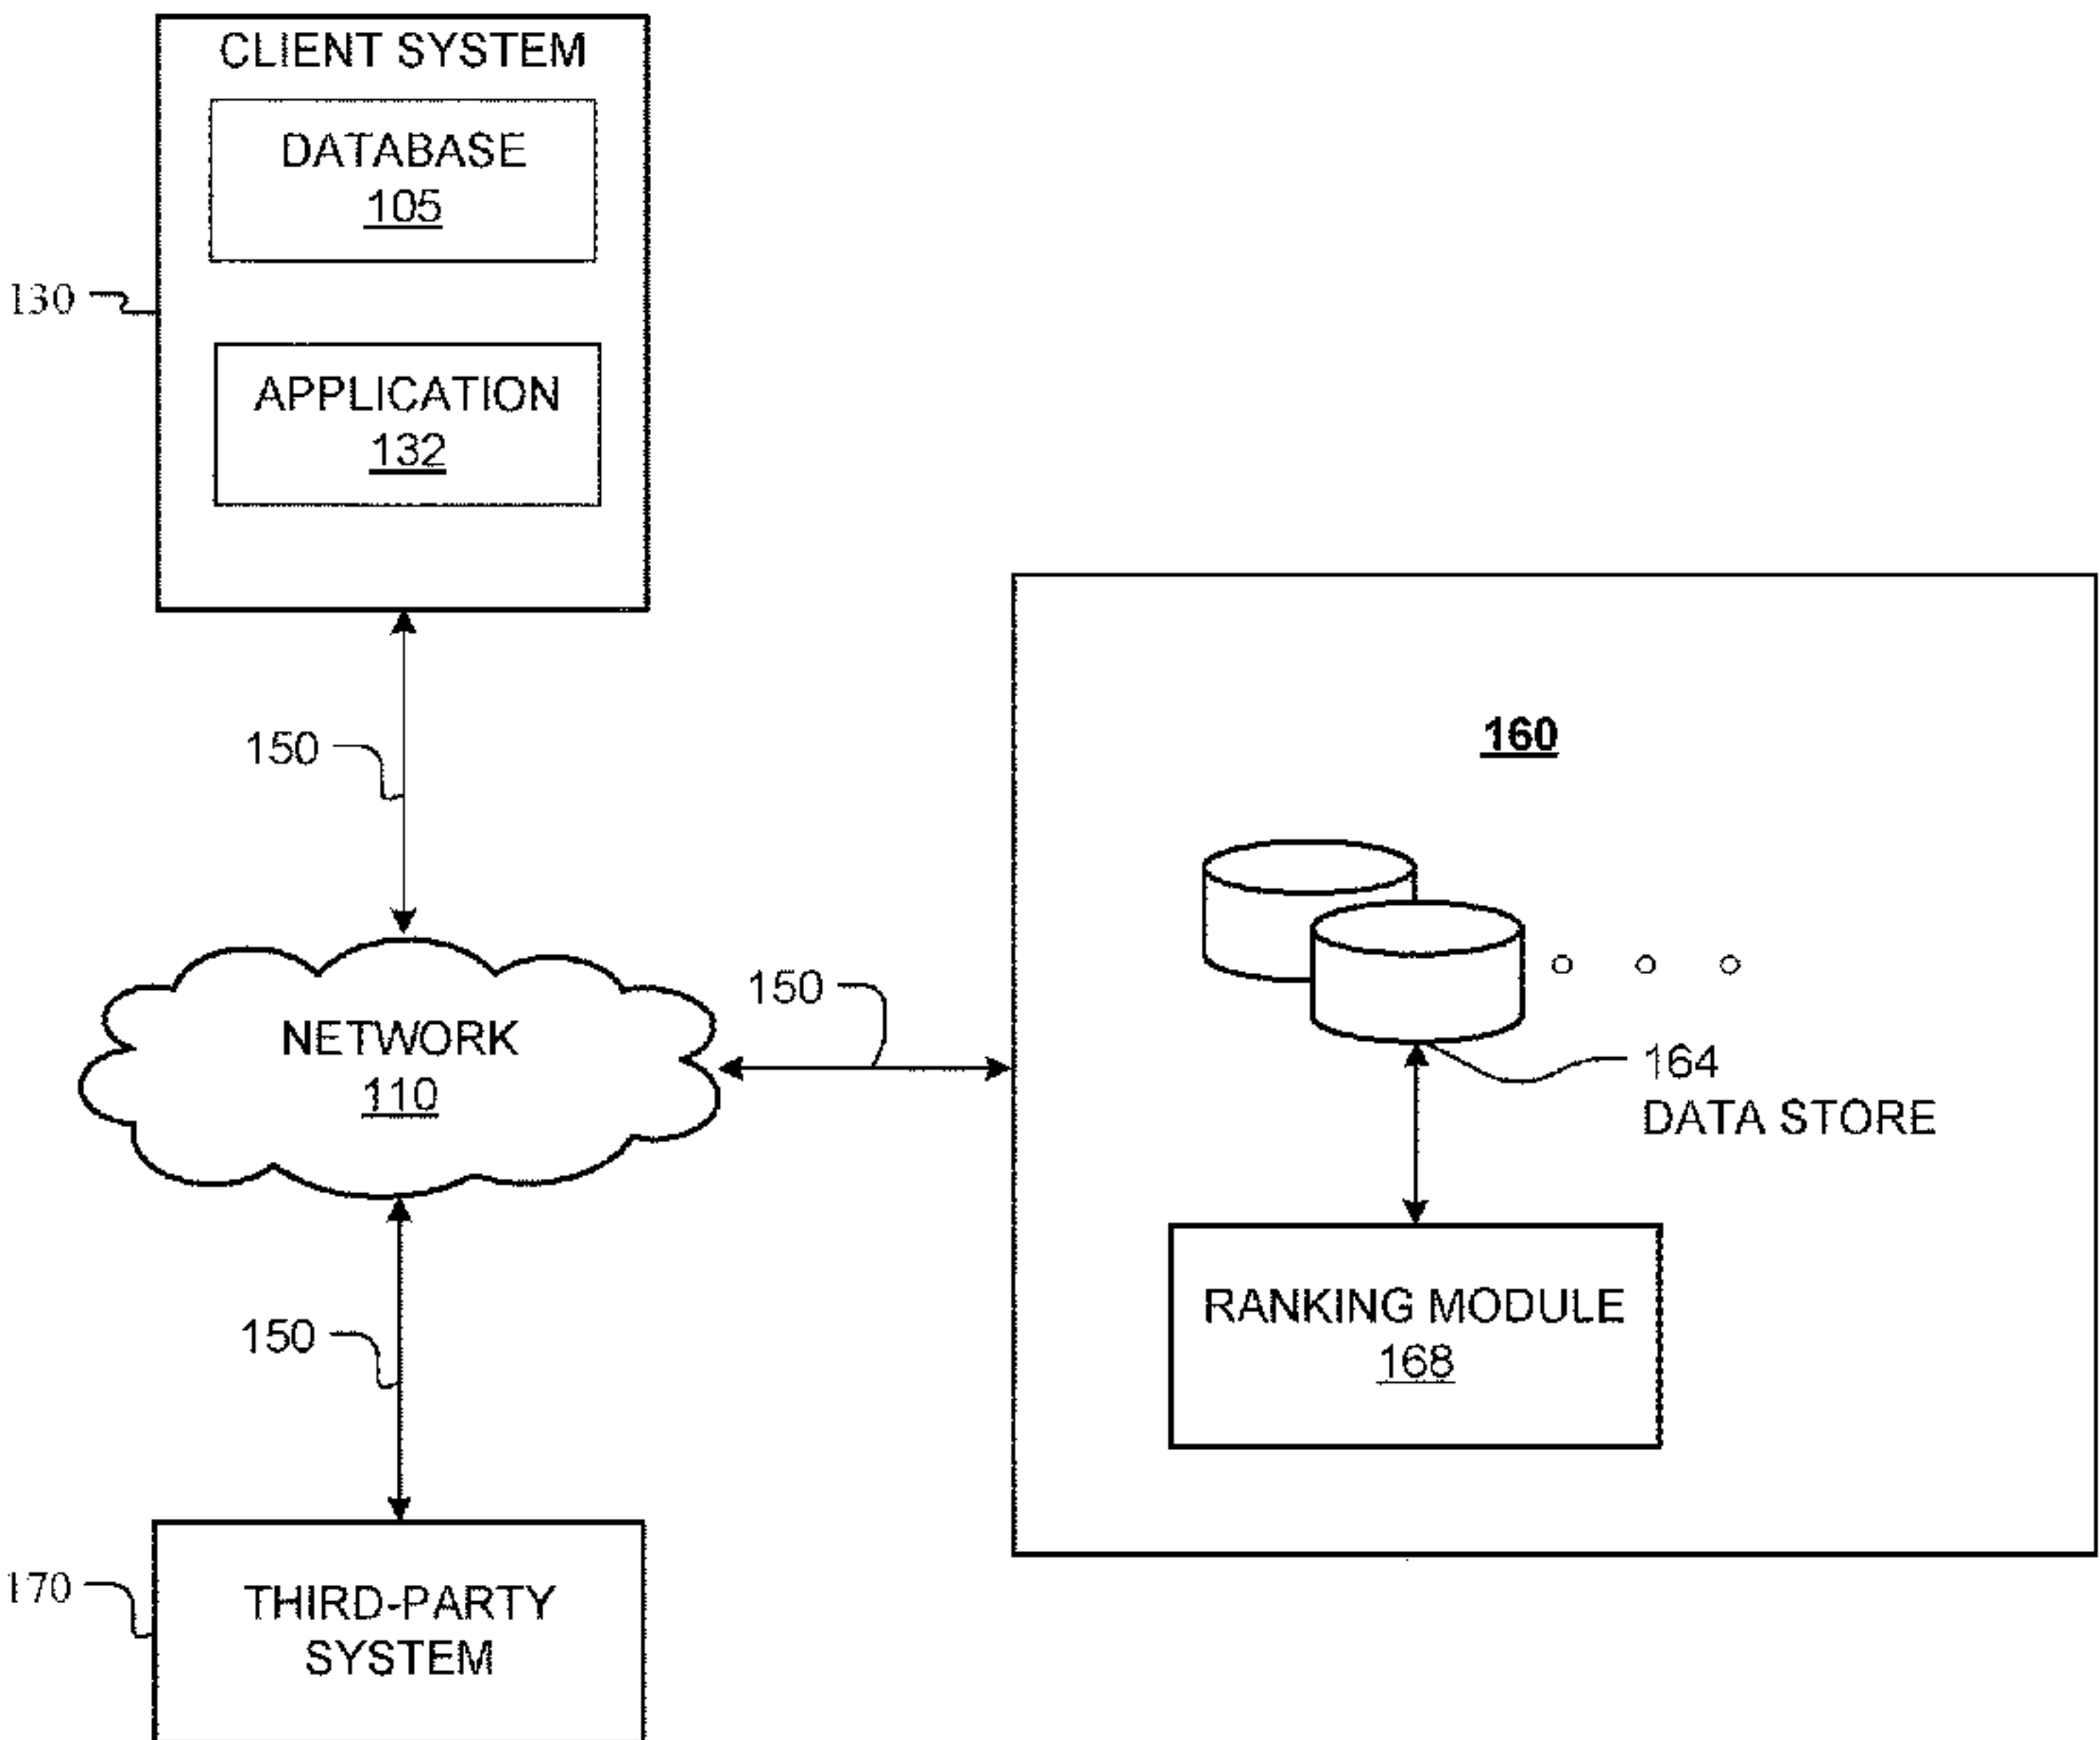 CLIENT SYSTEM
DATABASE
105
130
APPLICATION
132
150
160
NETWORK
110
150
164
DATA STORE
RANKING MODULE
168
150
170
THIRD-PARTY
SYSTEM